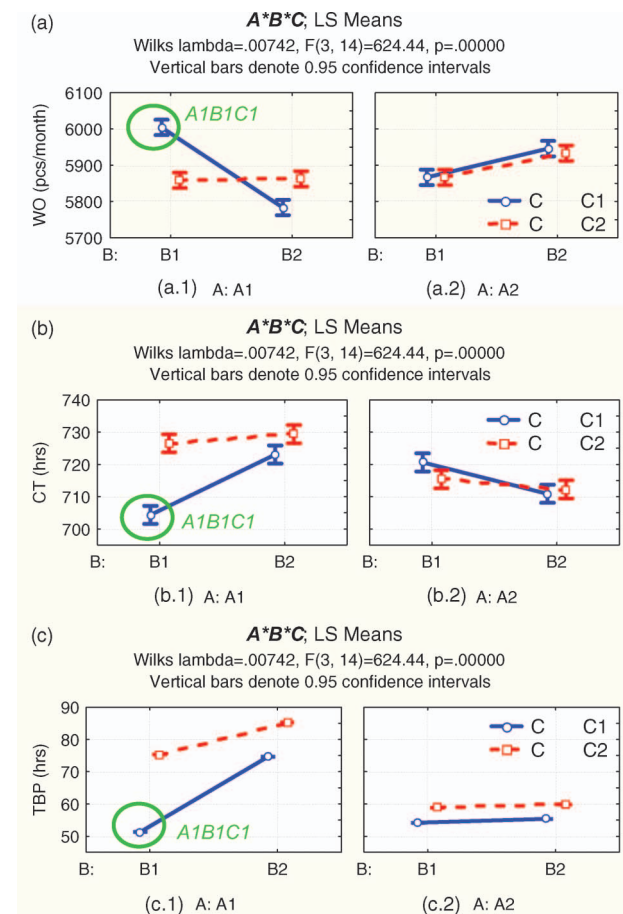 (a)
A*B*C; LS Means
Wilks lambda=.00742, F(3, 14)=624.44, p=.00000
Vertical bars denote 0.95 confidence intervals
WO (pcs/month)
6100
6000
5900
5800
5700
A1B1C1
C C1
C C2
B: B1 B2 B1 B2
(a.1) A: A1 (a.2) A: A2
(b)
A*B*C; LS Means
Wilks lambda=.00742, F(3, 14)=624.44, p=.00000
Vertical bars denote 0.95 confidence intervals
CT (hrs)
740
730
720
710
700
A1B1C1
C C1
C C2
B: B1 B2 B1 B2
(b.1) A: A1 (b.2) A: A2
(c)
A*B*C; LS Means
Wilks lambda=.00742, F(3, 14)=624.44, p=.00000
Vertical bars denote 0.95 confidence intervals
TBP (hrs)
90
80
70
60
50
A1B1C1
C C1
C C2
B: B1 B2 B1 B2
(c.1) A: A1 (c.2) A: A2